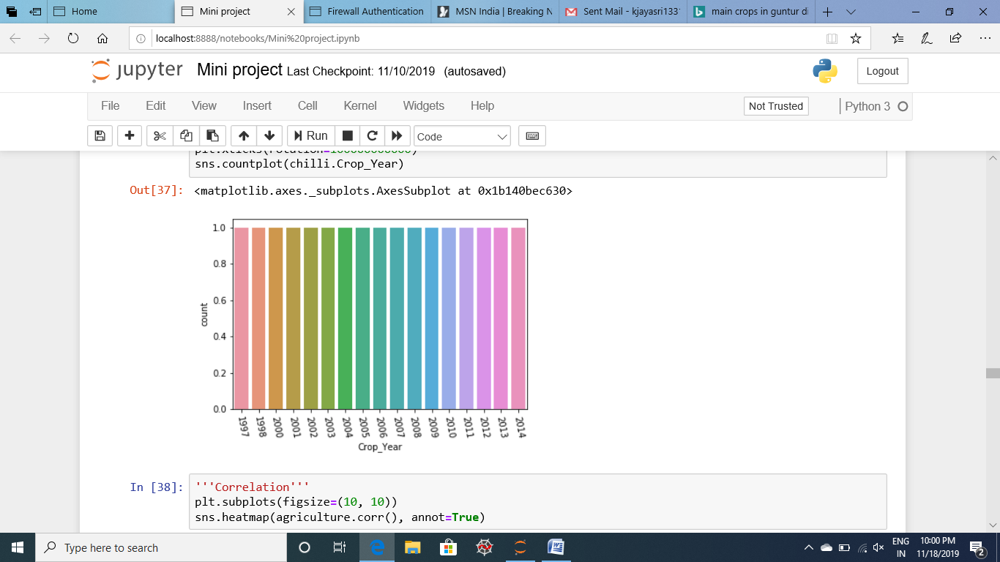 Home
Mini project
Firewall Authentication
MSN India | Breaking N
Sent Mail - kjayasri133
main crops in guntur di
localhost:8888/notebooks/Mini%20project.ipynb
jupyter Mini project Last Checkpoint: 11/10/2019 (autosaved)
Logout
File Edit View Insert Cell Kernel Widgets Help
Not Trusted
Python 3
Run
Code
sns.countplot(chilli.Crop_Year)
Out[37]: <matplotlib.axes._subplots.AxesSubplot at 0x1b140bec630>
1.0
0.8
0.6
0.4
0.2
0.0
count
1997 1998 2000 2001 2002 2003 2004 2005 2006 2007 2008 2009 2010 2011 2012 2013 2014
Crop_Year
In [38]: '''Correlation'''
plt.subplots(figsize=(10, 10))
sns.heatmap(agriculture.corr(), annot=True)
Type here to search
ENG
IN
10:00 PM
11/18/2019
2